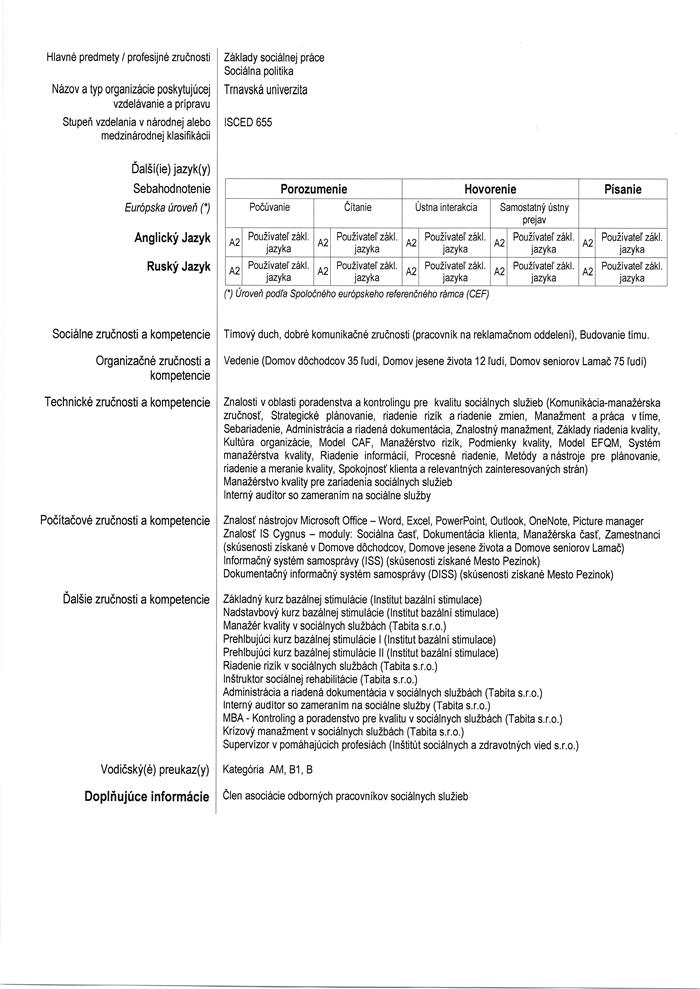 Hlavné predmety / profesijné zručnosti Základy sociálnej práce
Sociálna politika
Názov a typ organizácie poskytujúcej Trnavská univerzita
vzdelávanie a prípravu
Stupeň vzdelania v národnej alebo ISCED 655
medzinárodnej klasifikácii
Ďalší(ie) jazyk(y)
Sebahodnotenie Porozumenie Hovorenie Písanie
Európska úroveň (*) Počúvanie Čítanie Ústna interakcia Samostatný ústny
prejav
Anglický Jazyk A2 Používateľ zákl. A2 Používateľ zákl. A2 Používateľ zákl. A2 Používateľ zákl. A2 Používateľ zákl.
jazyka jazyka jazyka jazyka jazyka
Ruský Jazyk A2 Používateľ zákl. A2 Používateľ zákl. A2 Používateľ zákl. A2 Používateľ zákl. A2 Používateľ zákl.
jazyka jazyka jazyka jazyka jazyka
(*) Úroveň podľa Spoločného európskeho referenčného rámca (CEF)
Sociálne zručnosti a kompetencie Tímový duch, dobré komunikačné zručnosti (pracovník na reklamačnom oddelení), Budovanie tímu.
Organizačné zručnosti a Vedenie (Domov dôchodcov 35 ľudí, Domov jesene života 12 ľudí, Domov seniorov Lamač 75 ľudí)
kompetencie
Technické zručnosti a kompetencie Znalosti v oblasti poradenstva a kontrolingu pre kvalitu sociálnych služieb (Komunikácia-manažérska
zručnosť, Strategické plánovanie, riadenie rizík a riadenie zmien, Manažment a práca v tíme,
Sebariadenie, Administrácia a riadená dokumentácia, Znalostný manažment, Základy riadenia kvality,
Kultúra organizácie, Model CAF, Manažérstvo rizík, Podmienky kvality, Model EFQM, Systém
manažérstva kvality, Riadenie informácií, Procesné riadenie, Metódy a nástroje pre plánovanie,
riadenie a meranie kvality, Spokojnosť klienta a relevantných zainteresovaných strán)
Manažérstvo kvality pre zariadenia sociálnych služieb
Interný audítor so zameraním na sociálne služby
Počítačové zručnosti a kompetencie Znalosť nástrojov Microsoft Office – Word, Excel, PowerPoint, Outlook, OneNote, Picture manager
Znalosť IS Cygnus – moduly: Sociálna časť, Dokumentácia klienta, Manažérska časť, Zamestnanci
(skúsenosti získané v Domove dôchodcov, Domove jesene života a Domove seniorov Lamač)
Informačný systém samosprávy (ISS) (skúsenosti získané Mesto Pezinok)
Dokumentačný informačný systém samosprávy (DISS) (skúsenosti získané Mesto Pezinok)
Ďalšie zručnosti a kompetencie Základný kurz bazálnej stimulácie (Institut bazální stimulace)
Nadstavbový kurz bazálnej stimulácie (Institut bazální stimulace)
Manažér kvality v sociálnych službách (Tabita s.r.o.)
Prehlbujúci kurz bazálnej stimulácie I (Institut bazální stimulace)
Prehlbujúci kurz bazálnej stimulácie II (Institut bazální stimulace)
Riadenie rizík v sociálnych službách (Tabita s.r.o.)
Inštruktor sociálnej rehabilitácie (Tabita s.r.o.)
Administrácia a riadená dokumentácia v sociálnych službách (Tabita s.r.o.)
Interný audítor so zameraním na sociálne služby (Tabita s.r.o.)
MBA - Kontroling a poradenstvo pre kvalitu v sociálnych službách (Tabita s.r.o.)
Krízový manažment v sociálnych službách (Tabita s.r.o.)
Supervízor v pomáhajúcich profesiách (Inštitút sociálnych a zdravotných vied s.r.o.)
Vodičský(é) preukaz(y) Kategória AM, B1, B
Doplňujúce informácie Člen asociácie odborných pracovníkov sociálnych služieb